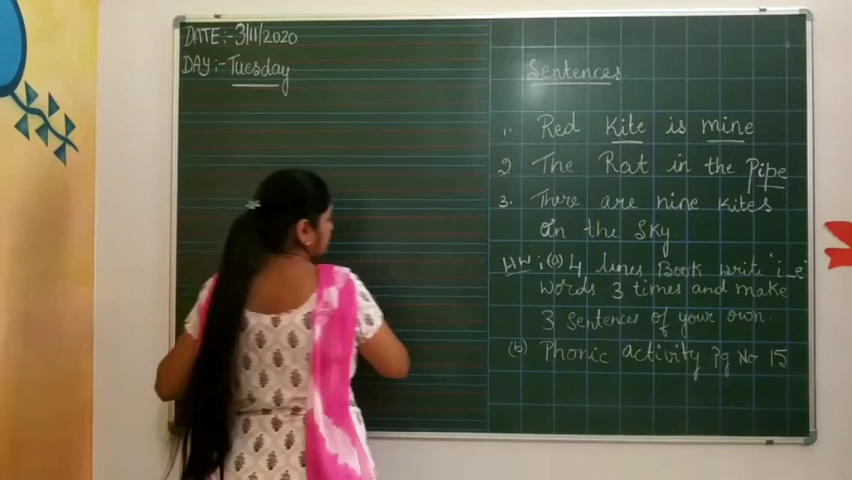 DATE:-3/11/2020
DAY:-Tuesday
Sentences
1. Red Kite is mine
2 The Rat in the Pipe
3. There are nine kites
in the Sky
HW:(a) 4 lines Book write "i_e"
words 3 times and make
3 sentences of your own.
(b) Phonic activity Pg No 15